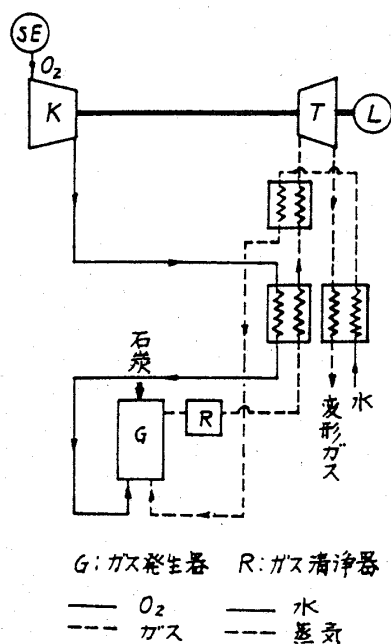 SE
O₂
K
T
L
石炭
G
R
変形ガス
水
G:ガス発生器 R:ガス清浄器
O₂ 水
ガス 蒸気